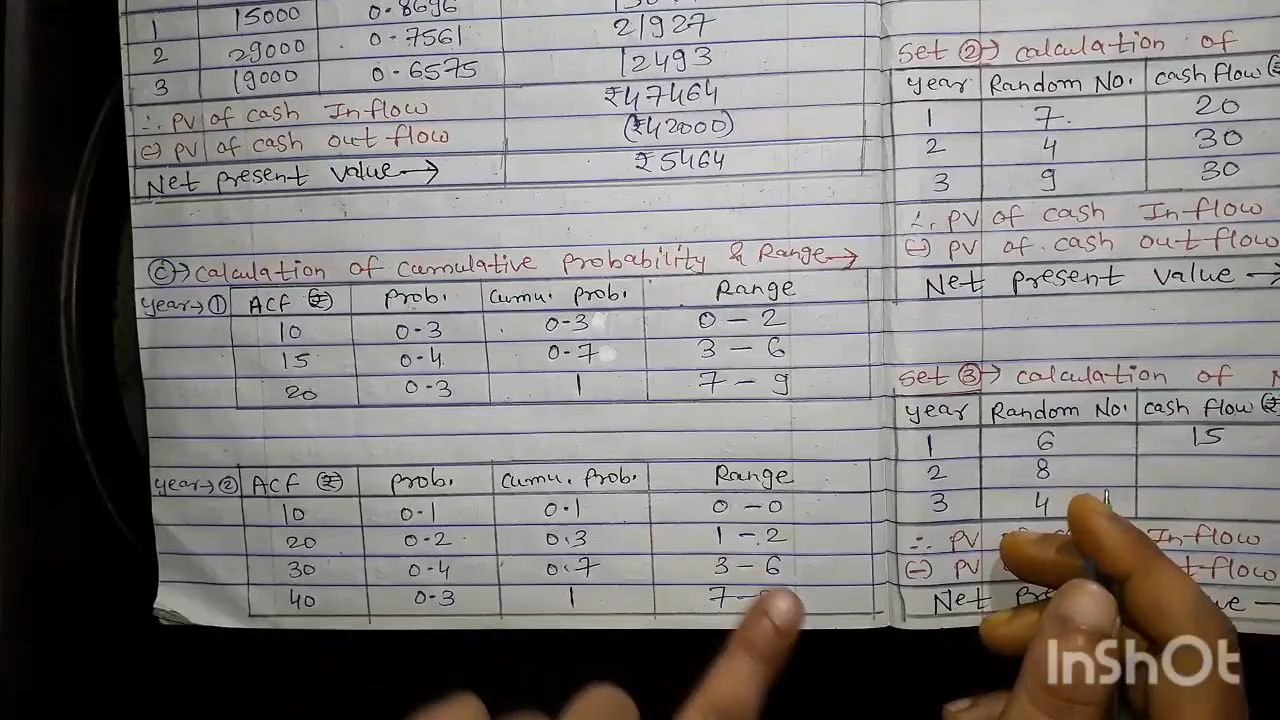 1 15000 0.8696
2 29000 0.7561 21927
3 19000 0.6575 12493
∴ PV of cash Inflow ₹47464
(-) PV of cash outflow (₹42000)
Net present value → ₹5464
(C)→ calculation of cumulative Probability & Range →
year→① ACF (₹) Prob. Cumu. prob. Range
10 0.3 0.3 0 - 2
15 0.4 0.7 3 - 6
20 0.3 1 7 - 9
year→② ACF (₹) Prob. Cumu. Prob. Range
10 0.1 0.1 0 - 0
20 0.2 0.3 1 - 2
30 0.4 0.7 3 - 6
40 0.3 1 7 -
Set ②→ calculation of
year Random No. cash flow (₹
1 7. 20
2 4 30
3 9 30
∴ PV of cash Inflow
(-) PV of cash outflow
Net present value →
Set ③→ calculation of N
year Random No. cash flow (₹
1 6 15
2 8
3 4
∴ PV Inflow
(-) PV flow
Net
InShOt